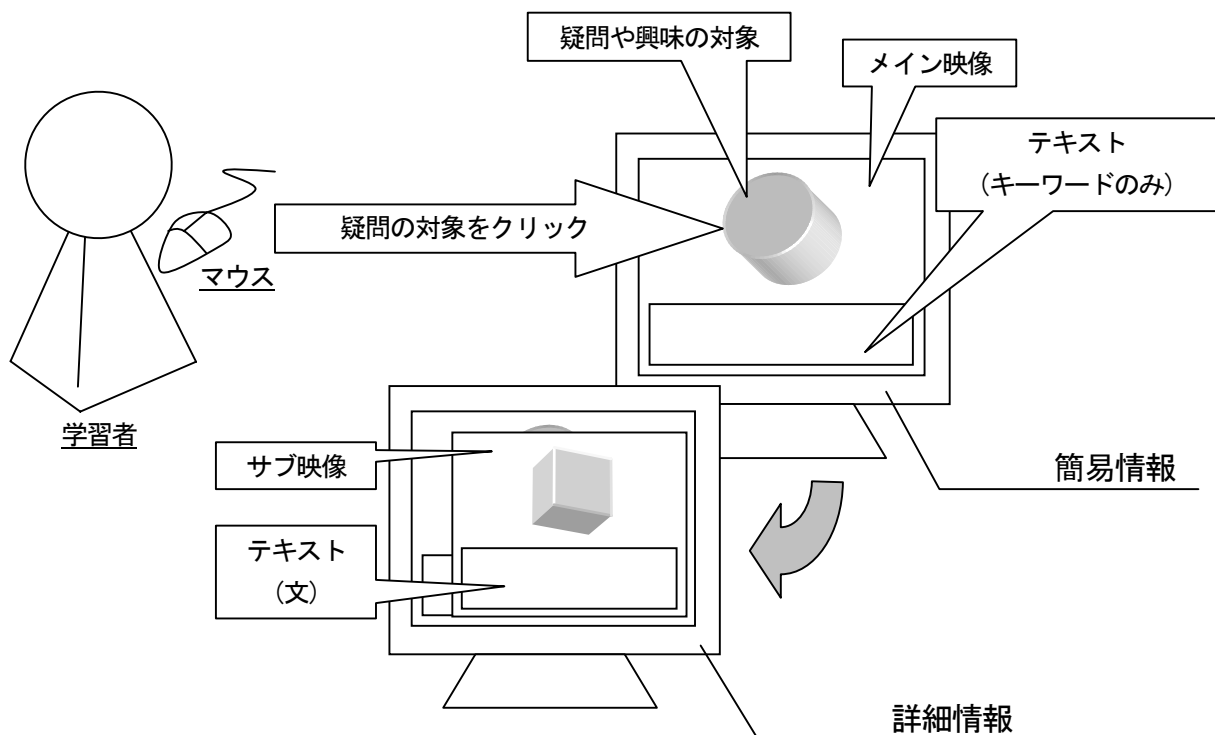 疑問や興味の対象
メイン映像
テキスト
(キーワードのみ)
疑問の対象をクリック
マウス
学習者
サブ映像
簡易情報
テキスト
(文)
詳細情報